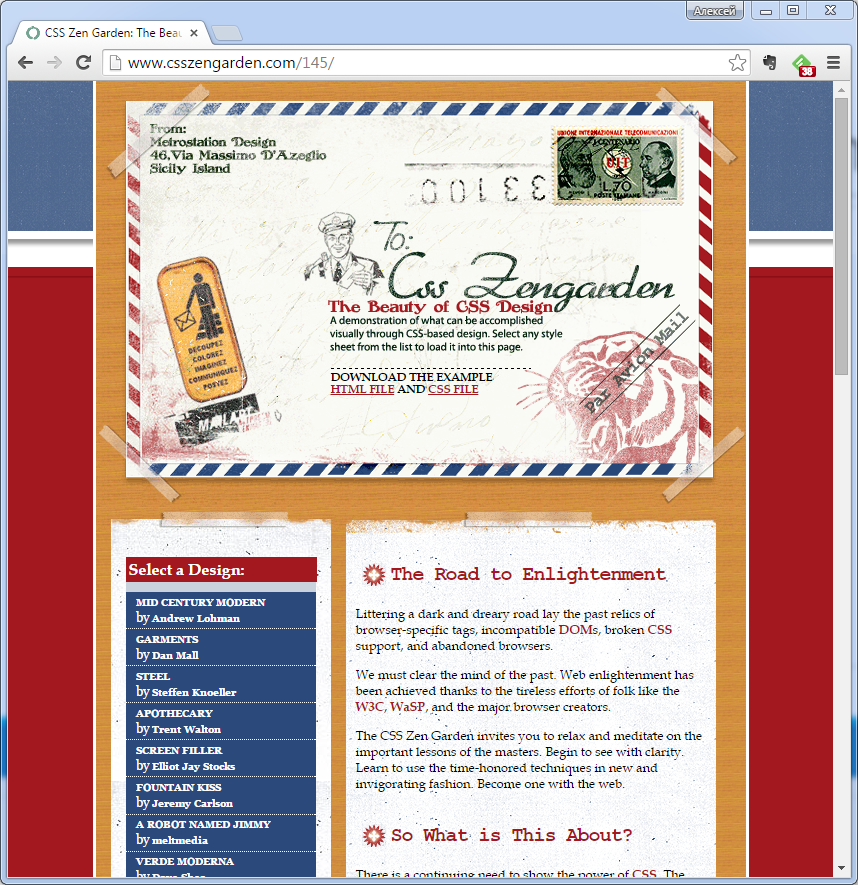 Алексей
CSS Zen Garden: The Beau
www.csszengarden.com/145/
38
From:
Metrostation Design
46,Via Massimo D'Azeglio
Sicily Island
UNIONE INTERNAZIONALE TELECOMUNICAZIONI
I CENTENARIO
UIT
MORSE
MARCONI
L.70
POSTE ITALIANE
03100
To:
Css Zengarden
The Beauty of CSS Design
A demonstration of what can be accomplished
visually through CSS-based design. Select any style
sheet from the list to load it into this page.
DOWNLOAD THE EXAMPLE
HTML FILE AND CSS FILE
Par Avion Mail
DECOUPEZ
COLOREZ
IMAGINEZ
COMMUNIQUEZ
POSTEZ
Select a Design:
MID CENTURY MODERN
by Andrew Lohman
GARMENTS
by Dan Mall
STEEL
by Steffen Knoeller
APOTHECARY
by Trent Walton
SCREEN FILLER
by Elliot Jay Stocks
FOUNTAIN KISS
by Jeremy Carlson
A ROBOT NAMED JIMMY
by meltmedia
VERDE MODERNA
by Dave Shea
The Road to Enlightenment
Littering a dark and dreary road lay the past relics of
browser-specific tags, incompatible DOMs, broken CSS
support, and abandoned browsers.
We must clear the mind of the past. Web enlightenment has
been achieved thanks to the tireless efforts of folk like the
W3C, WaSP, and the major browser creators.
The CSS Zen Garden invites you to relax and meditate on the
important lessons of the masters. Begin to see with clarity.
Learn to use the time-honored techniques in new and
invigorating fashion. Become one with the web.
So What is This About?
There is a continuing need to show the power of CSS. The